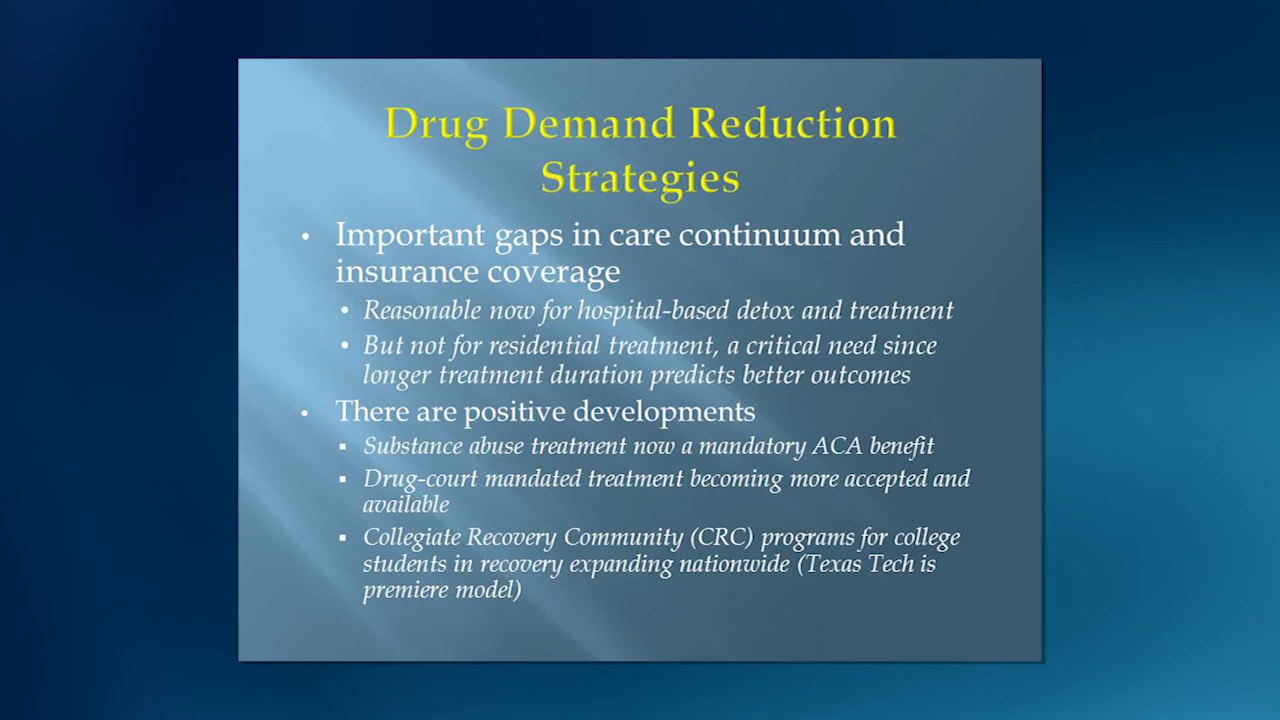 Drug Demand Reduction
Strategies
• Important gaps in care continuum and
insurance coverage
• Reasonable now for hospital-based detox and treatment
• But not for residential treatment, a critical need since
longer treatment duration predicts better outcomes
• There are positive developments
▪ Substance abuse treatment now a mandatory ACA benefit
▪ Drug-court mandated treatment becoming more accepted and
available
▪ Collegiate Recovery Community (CRC) programs for college
students in recovery expanding nationwide (Texas Tech is
premiere model)